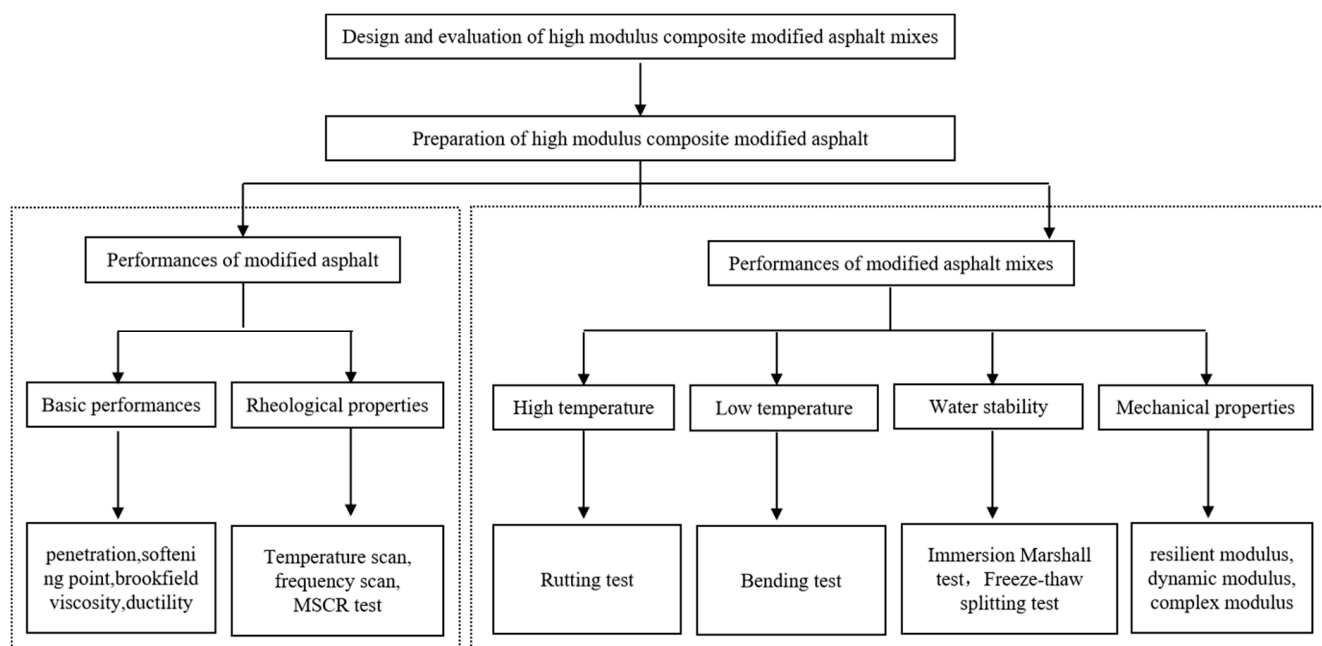 Design and evaluation of high modulus composite modified asphalt mixes
Preparation of high modulus composite modified asphalt
Performances of modified asphalt
Performances of modified asphalt mixes
Basic performances
Rheological properties
High temperature
Low temperature
Water stability
Mechanical properties
penetration,softeni
ng point,brookfield
viscosity,ductility
Temperature scan,
frequency scan,
MSCR test
Rutting test
Bending test
Immersion Marshall
test，Freeze-thaw
splitting test
resilient modulus,
dynamic modulus,
complex modulus